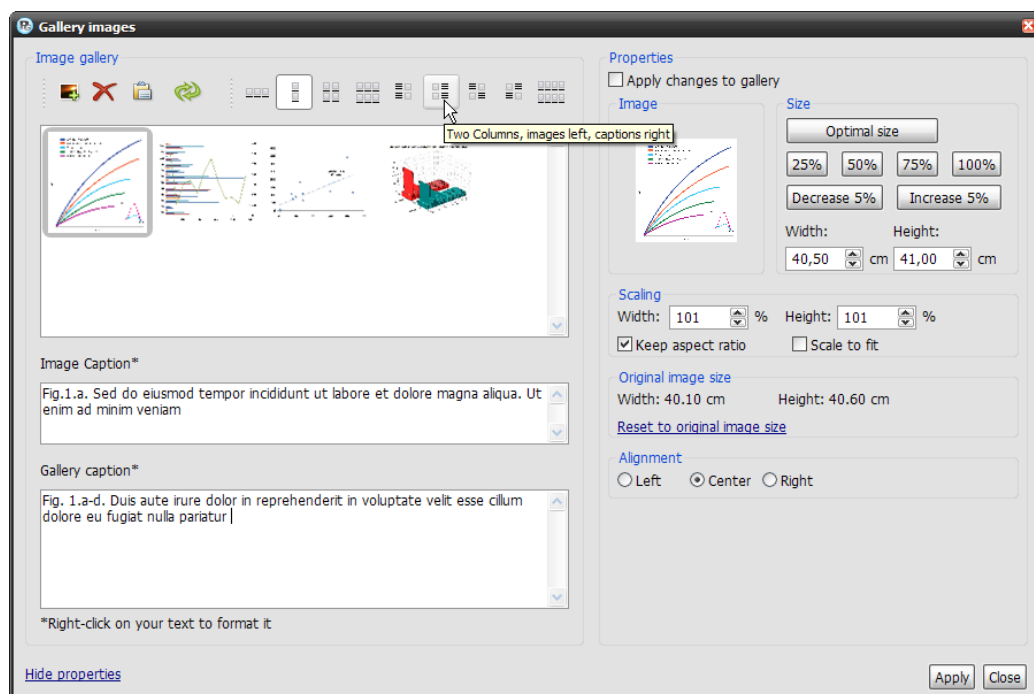 Gallery images
Image gallery
Two Columns, images left, captions right
Image Caption*
Fig.1.a. Sed do eiusmod tempor incididunt ut labore et dolore magna aliqua. Ut
enim ad minim veniam
Gallery caption*
Fig. 1.a-d. Duis aute irure dolor in reprehenderit in voluptate velit esse cillum
dolore eu fugiat nulla pariatur
*Right-click on your text to format it
Hide properties
Properties
Apply changes to gallery
Image
Size
Optimal size
25% 50% 75% 100%
Decrease 5% Increase 5%
Width: Height:
40,50 cm 41,00 cm
Scaling
Width: 101 % Height: 101 %
Keep aspect ratio Scale to fit
Original image size
Width: 40.10 cm Height: 40.60 cm
Reset to original image size
Alignment
Left Center Right
Apply Close